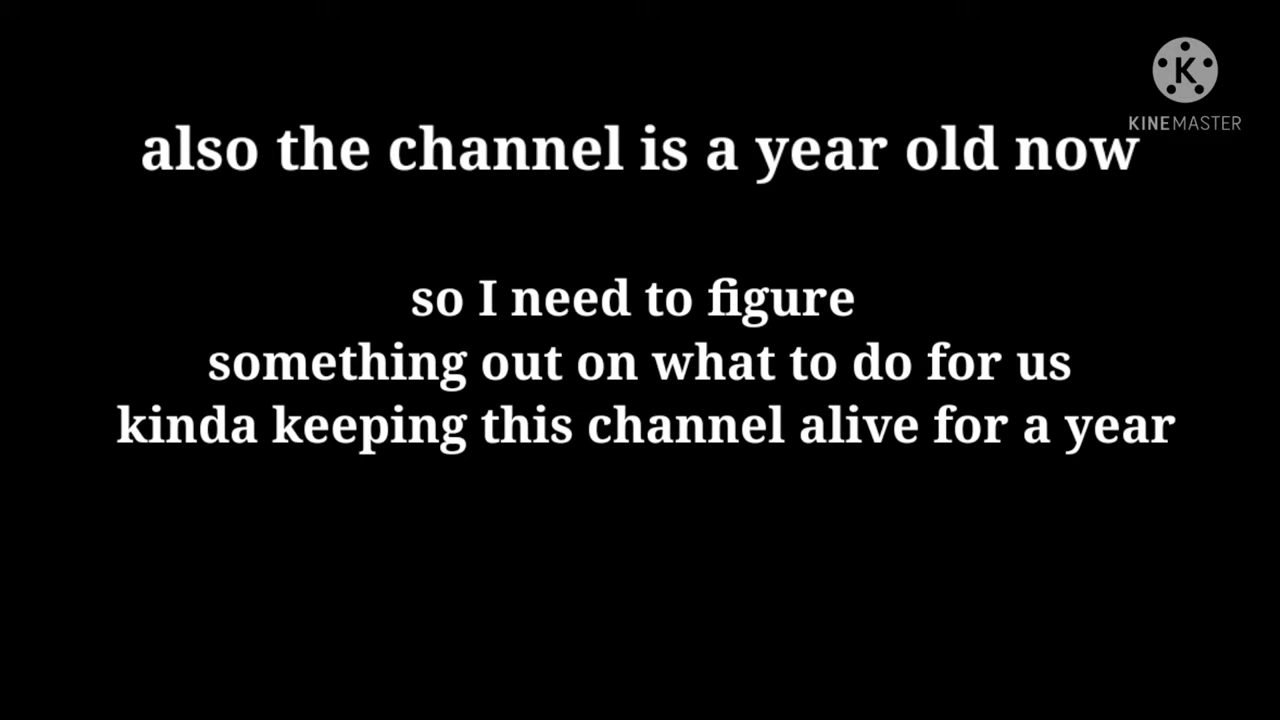 K
KINEMASTER
also the channel is a year old now
so I need to figure
something out on what to do for us
kinda keeping this channel alive for a year